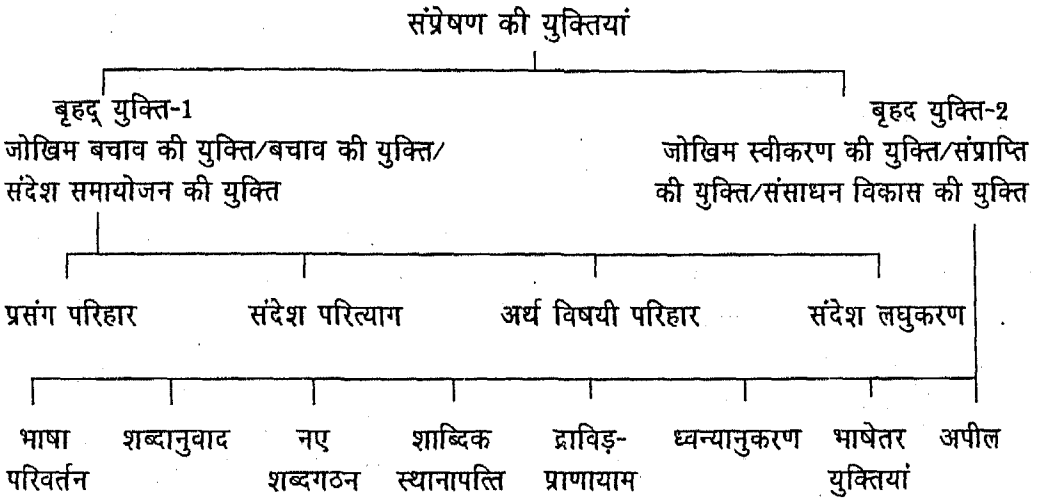 संप्रेषण की युक्तियां
बृहद् युक्ति-1
जोखिम बचाव की युक्ति/बचाव की युक्ति/
संदेश समायोजन की युक्ति
बृहद युक्ति-2
जोखिम स्वीकरण की युक्ति/संप्राप्ति
की युक्ति/संसाधन विकास की युक्ति
प्रसंग परिहार
संदेश परित्याग
अर्थ विषयी परिहार
संदेश लघुकरण
भाषा
परिवर्तन
शब्दानुवाद
नए
शब्दगठन
शाब्दिक
स्थानापत्ति
द्राविड़-
प्राणायाम
ध्वन्यानुकरण
भाषेतर
युक्तियां
अपील